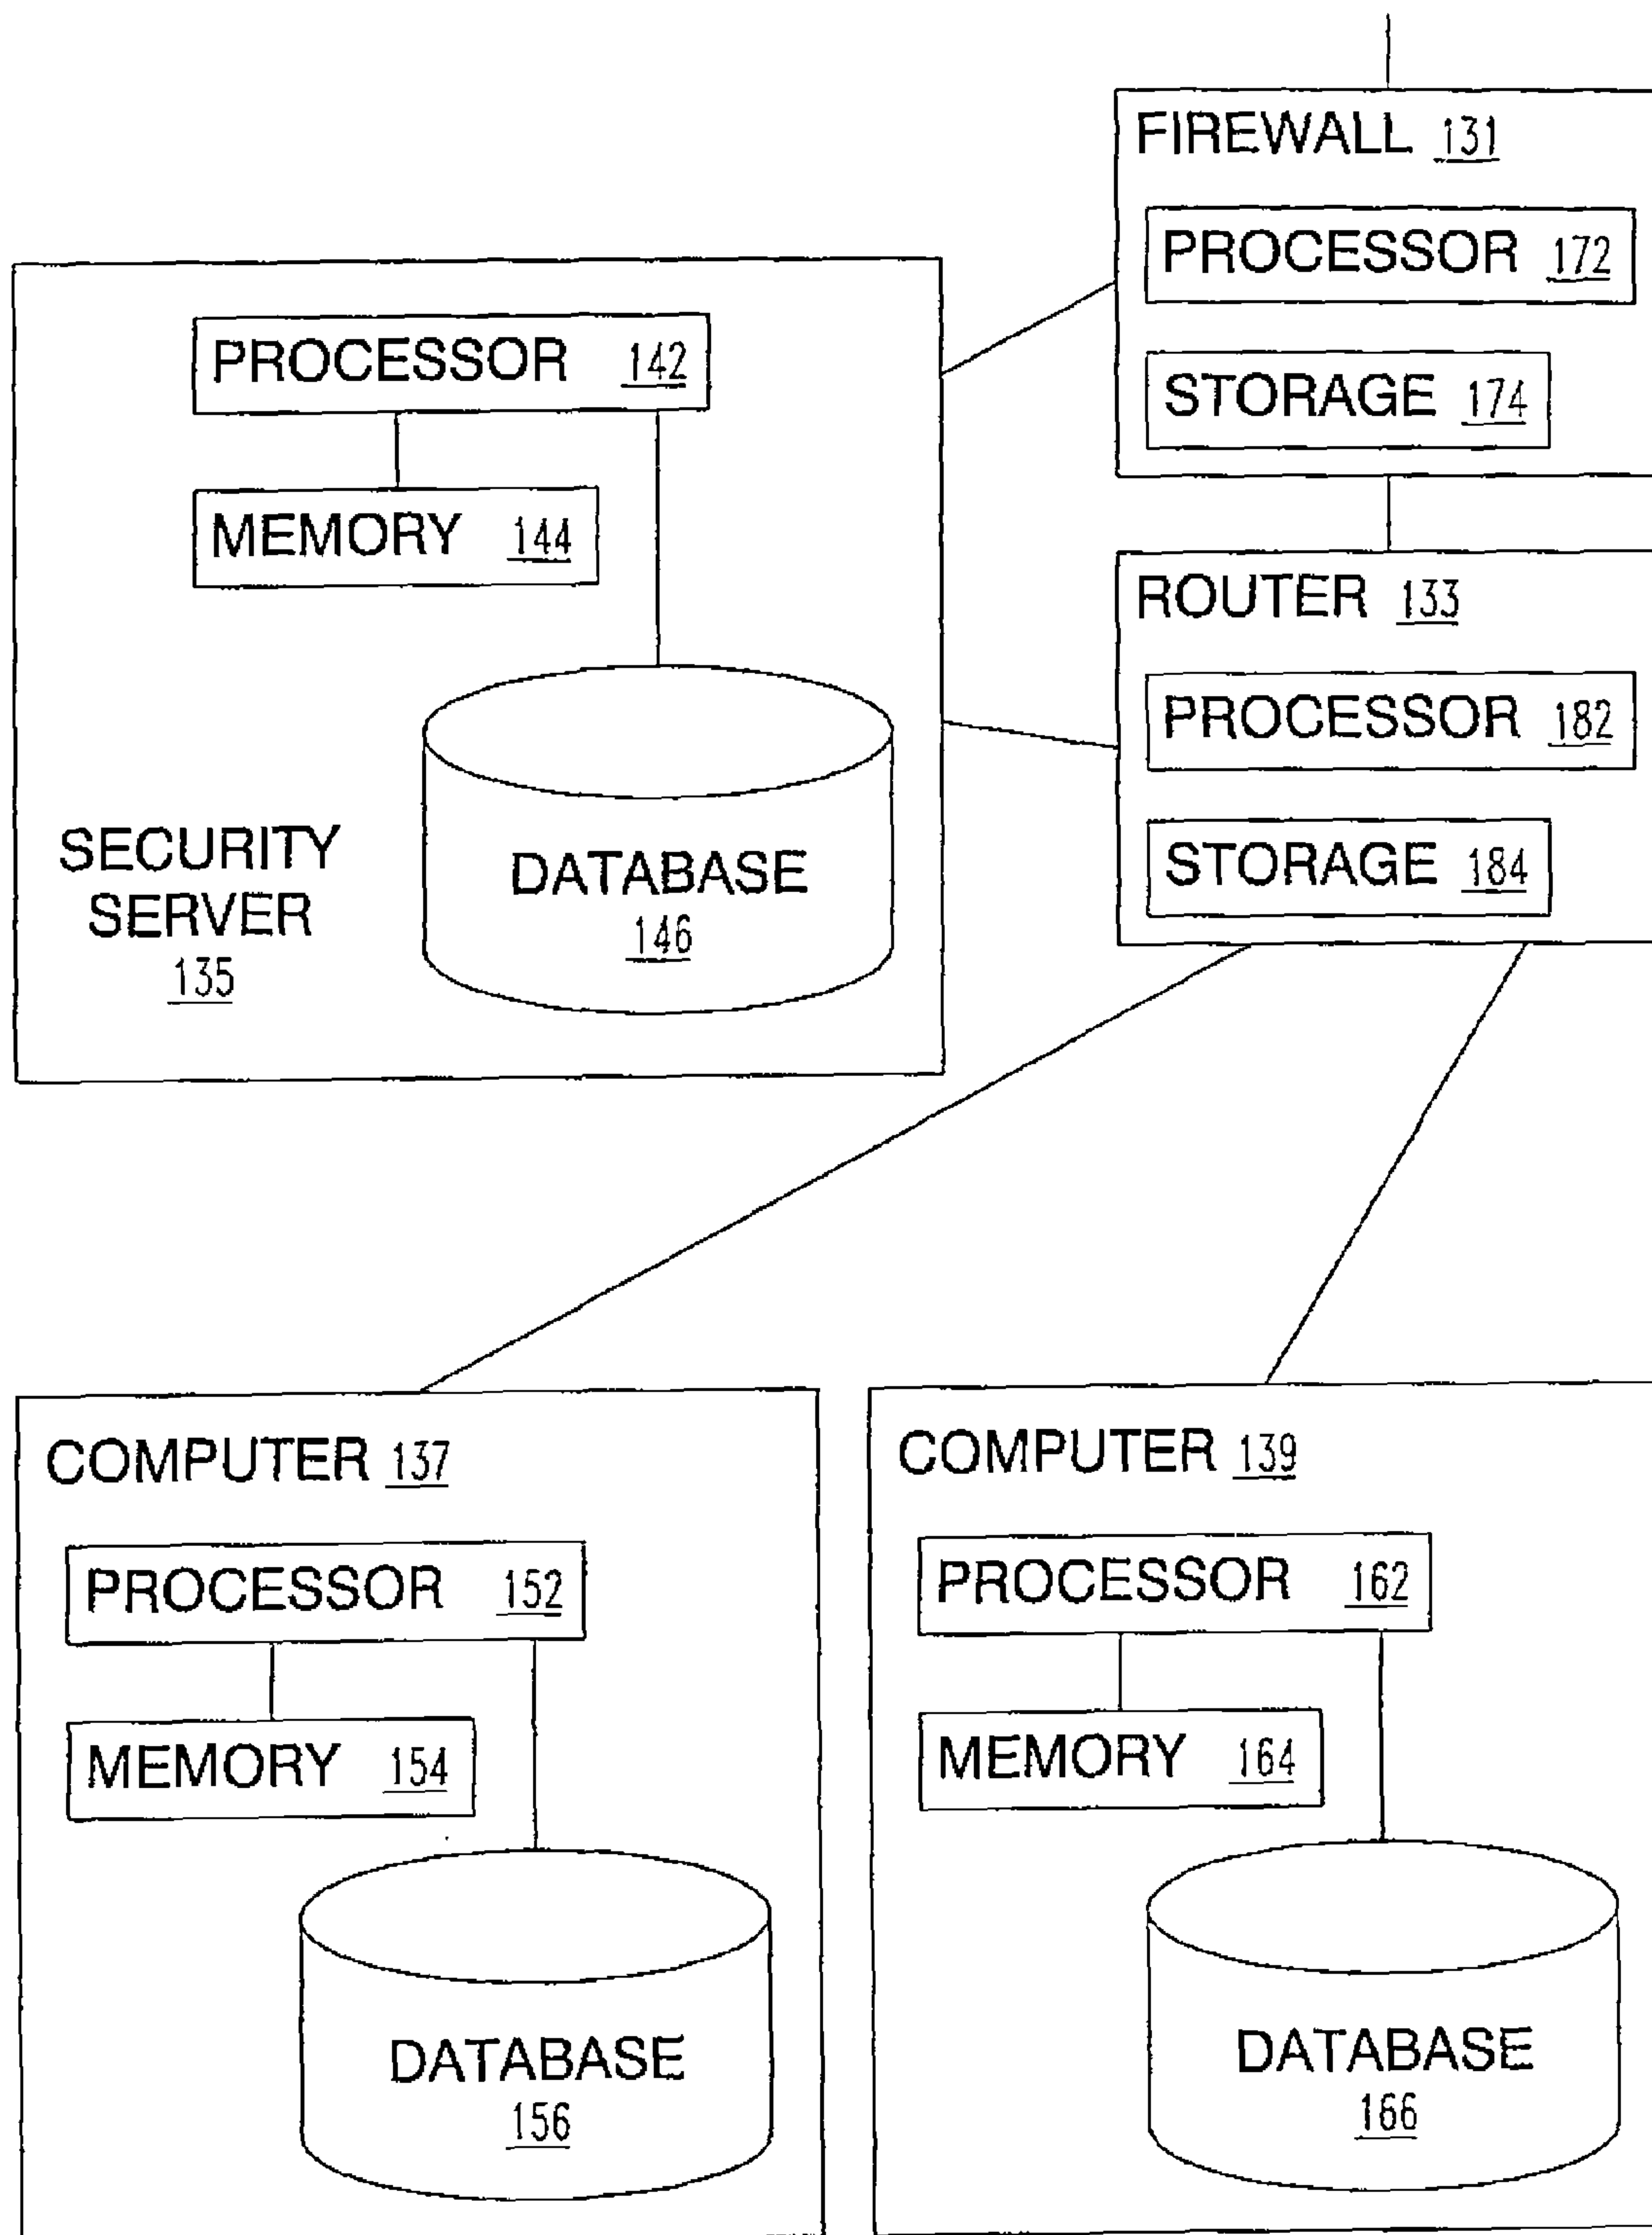 FIREWALL 131
PROCESSOR 172
STORAGE 174
PROCESSOR 142
MEMORY 144
DATABASE
146
SECURITY
SERVER
135
ROUTER 133
PROCESSOR 182
STORAGE 184
COMPUTER 137
PROCESSOR 152
MEMORY 154
DATABASE
156
COMPUTER 139
PROCESSOR 162
MEMORY 164
DATABASE
166